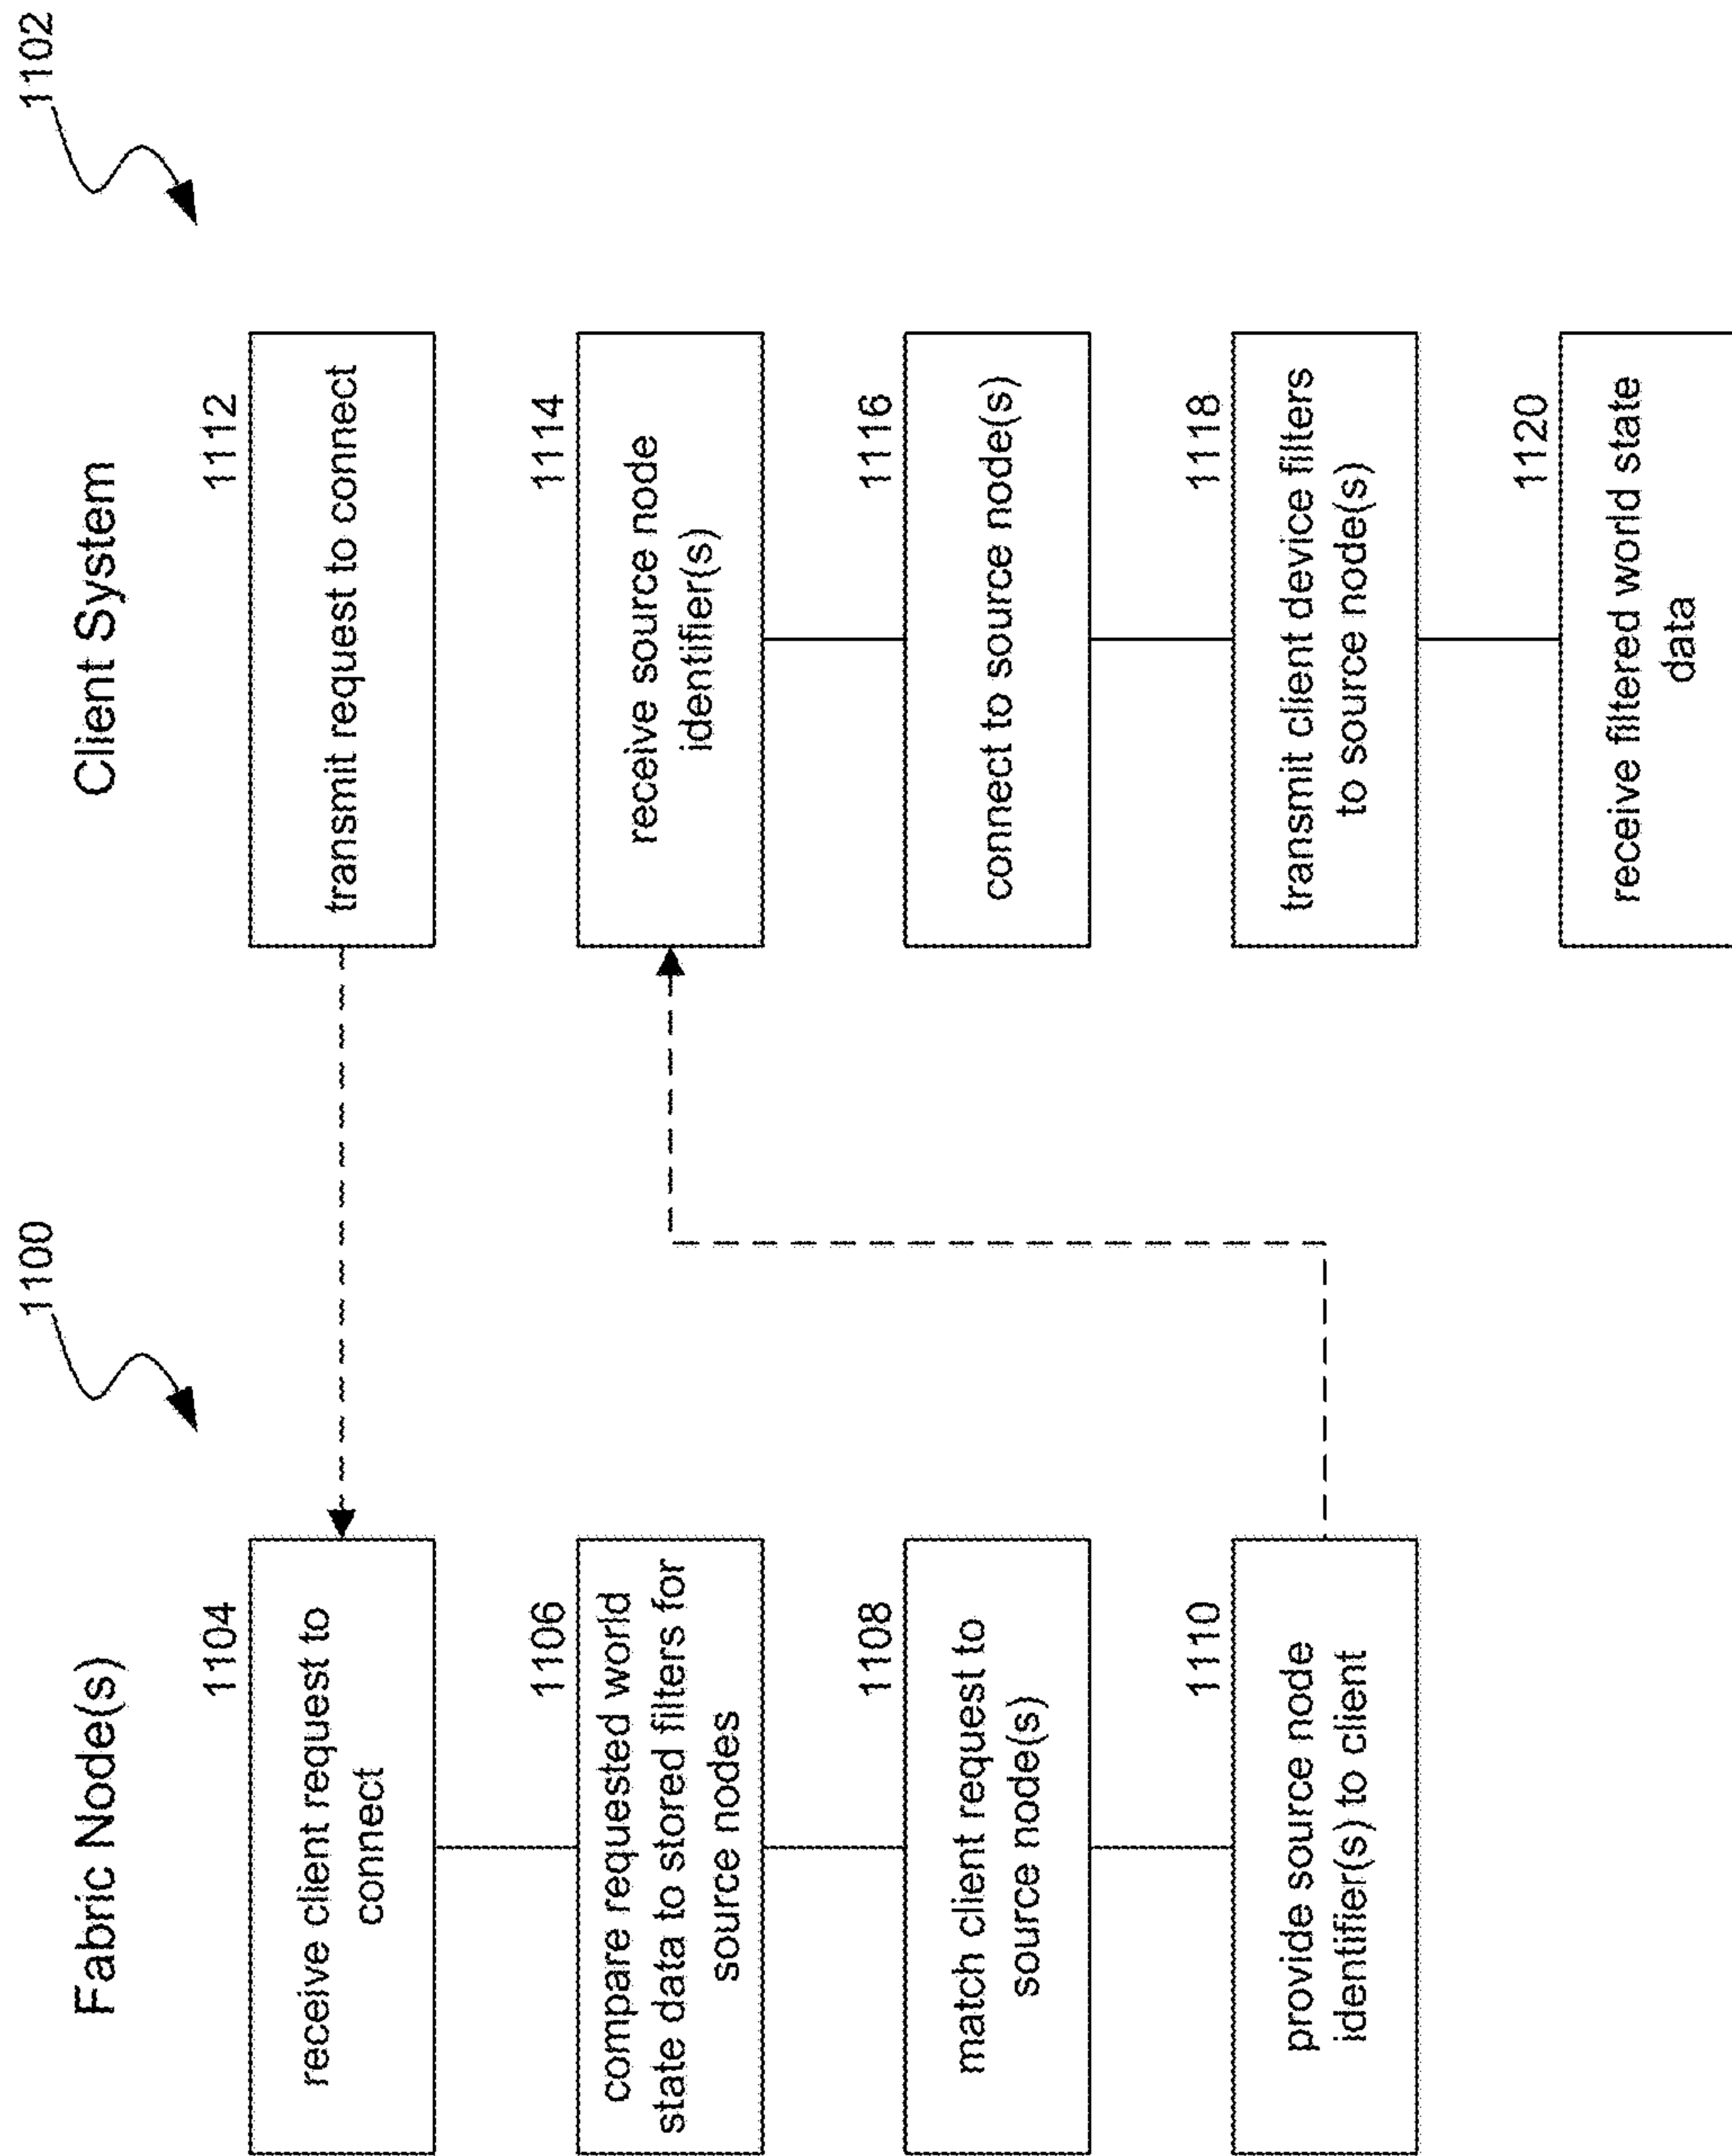 1100
1102
Fabric Node(s)
Client System
1104
receive client request to
connect
1106
compare requested world
state data to stored filters for
source nodes
1108
match client request to
source node(s)
1110
provide source node
identifier(s) to client
1112
transmit request to connect
1114
receive source node
identifier(s)
1116
connect to source node(s)
1118
transmit client device filters
to source node(s)
1120
receive filtered world state
data